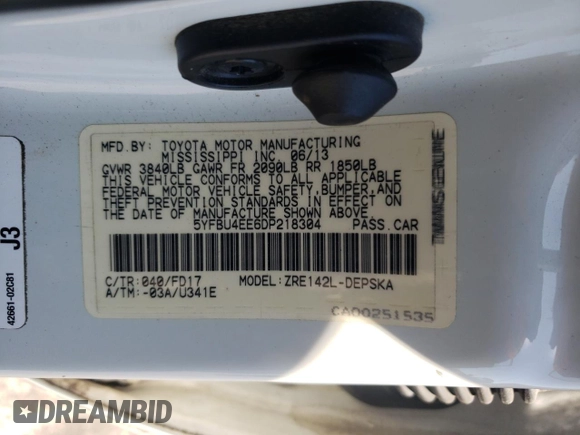 MFD. BY: TOYOTA MOTOR MANUFACTURING
MISSISSIPPI INC. 06/13
GVWR 3840LB GAWR FR 2090LB RR 1850LB
THIS VEHICLE CONFORMS TO ALL APPLICABLE
FEDERAL MOTOR VEHICLE SAFETY, BUMPER, AND
THEFT PREVENTION STANDARDS IN EFFECT ON
THE DATE OF MANUFACTURE SHOWN ABOVE.
5YFBU4EE6DP218304 PASS.CAR
C/TR:040/FD17 MODEL:ZRE142L-DEPSKA
A/TM:-03A/U341E
CA00251535
J3
42661-02C81
DREAMBID